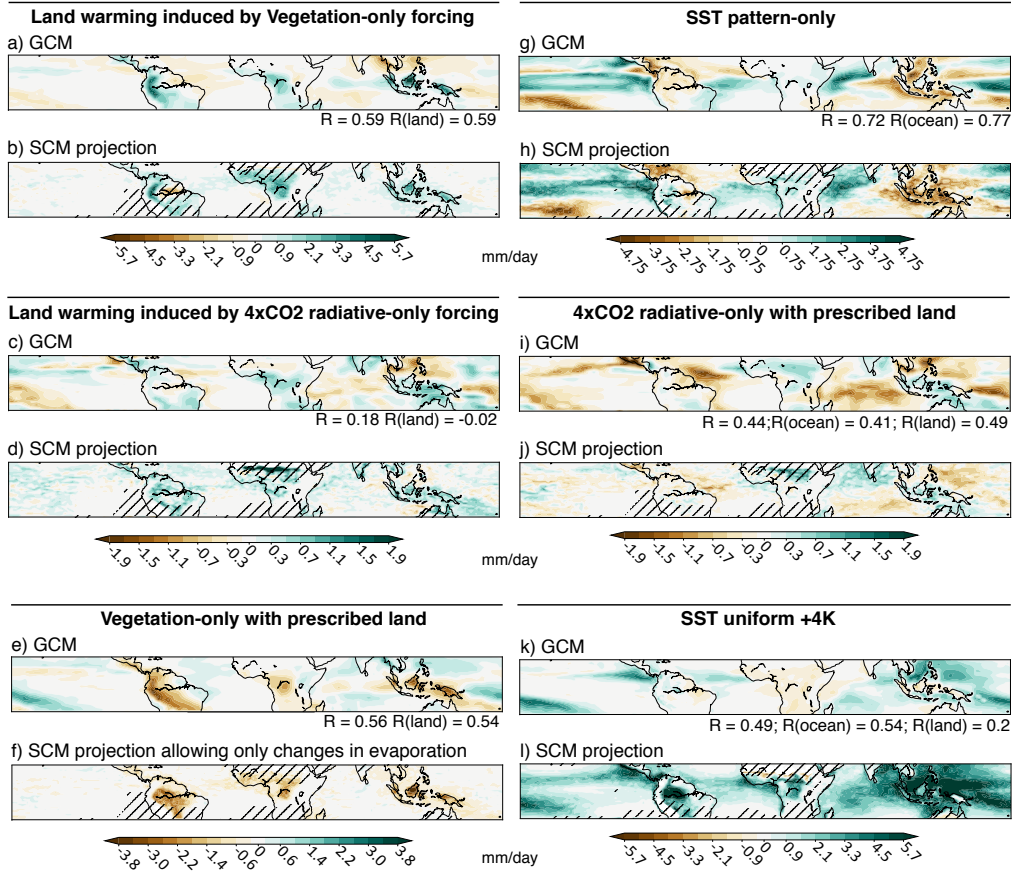 Land warming induced by Vegetation-only forcing
a) GCM
R = 0.59 R(land) = 0.59
b) SCM projection
-5.7 -4.5 -3.3 -2.1 -0.9 0 0.9 2.1 3.3 4.5 5.7
mm/day
SST pattern-only
g) GCM
R = 0.72 R(ocean) = 0.77
h) SCM projection
-4.75 -3.75 -2.75 -1.75 -0.75 0 0.75 1.75 2.75 3.75 4.75
Land warming induced by 4xCO2 radiative-only forcing
c) GCM
R = 0.18 R(land) = -0.02
d) SCM projection
-1.9 -1.5 -1.1 -0.7 -0.3 0 0.3 0.7 1.1 1.5 1.9
mm/day
4xCO2 radiative-only with prescribed land
i) GCM
R = 0.44;R(ocean) = 0.41; R(land) = 0.49
j) SCM projection
-1.9 -1.5 -1.1 -0.7 -0.3 0 0.3 0.7 1.1 1.5 1.9
Vegetation-only with prescribed land
e) GCM
R = 0.56 R(land) = 0.54
f) SCM projection allowing only changes in evaporation
-3.8 -3.0 -2.2 -1.4 -0.6 0 0.6 1.4 2.2 3.0 3.8
mm/day
SST uniform +4K
k) GCM
R = 0.49; R(ocean) = 0.54; R(land) = 0.2
l) SCM projection
-5.7 -4.5 -3.3 -2.1 -0.9 0 0.9 2.1 3.3 4.5 5.7